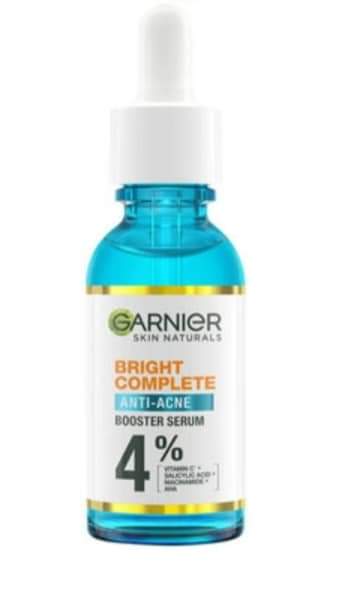 GARNIER
SKIN NATURALS
BRIGHT
COMPLETE
ANTI-ACNE
BOOSTER SERUM
4%
VITAMIN C* +
SALICYLIC ACID +
NIACINAMIDE +
AHA